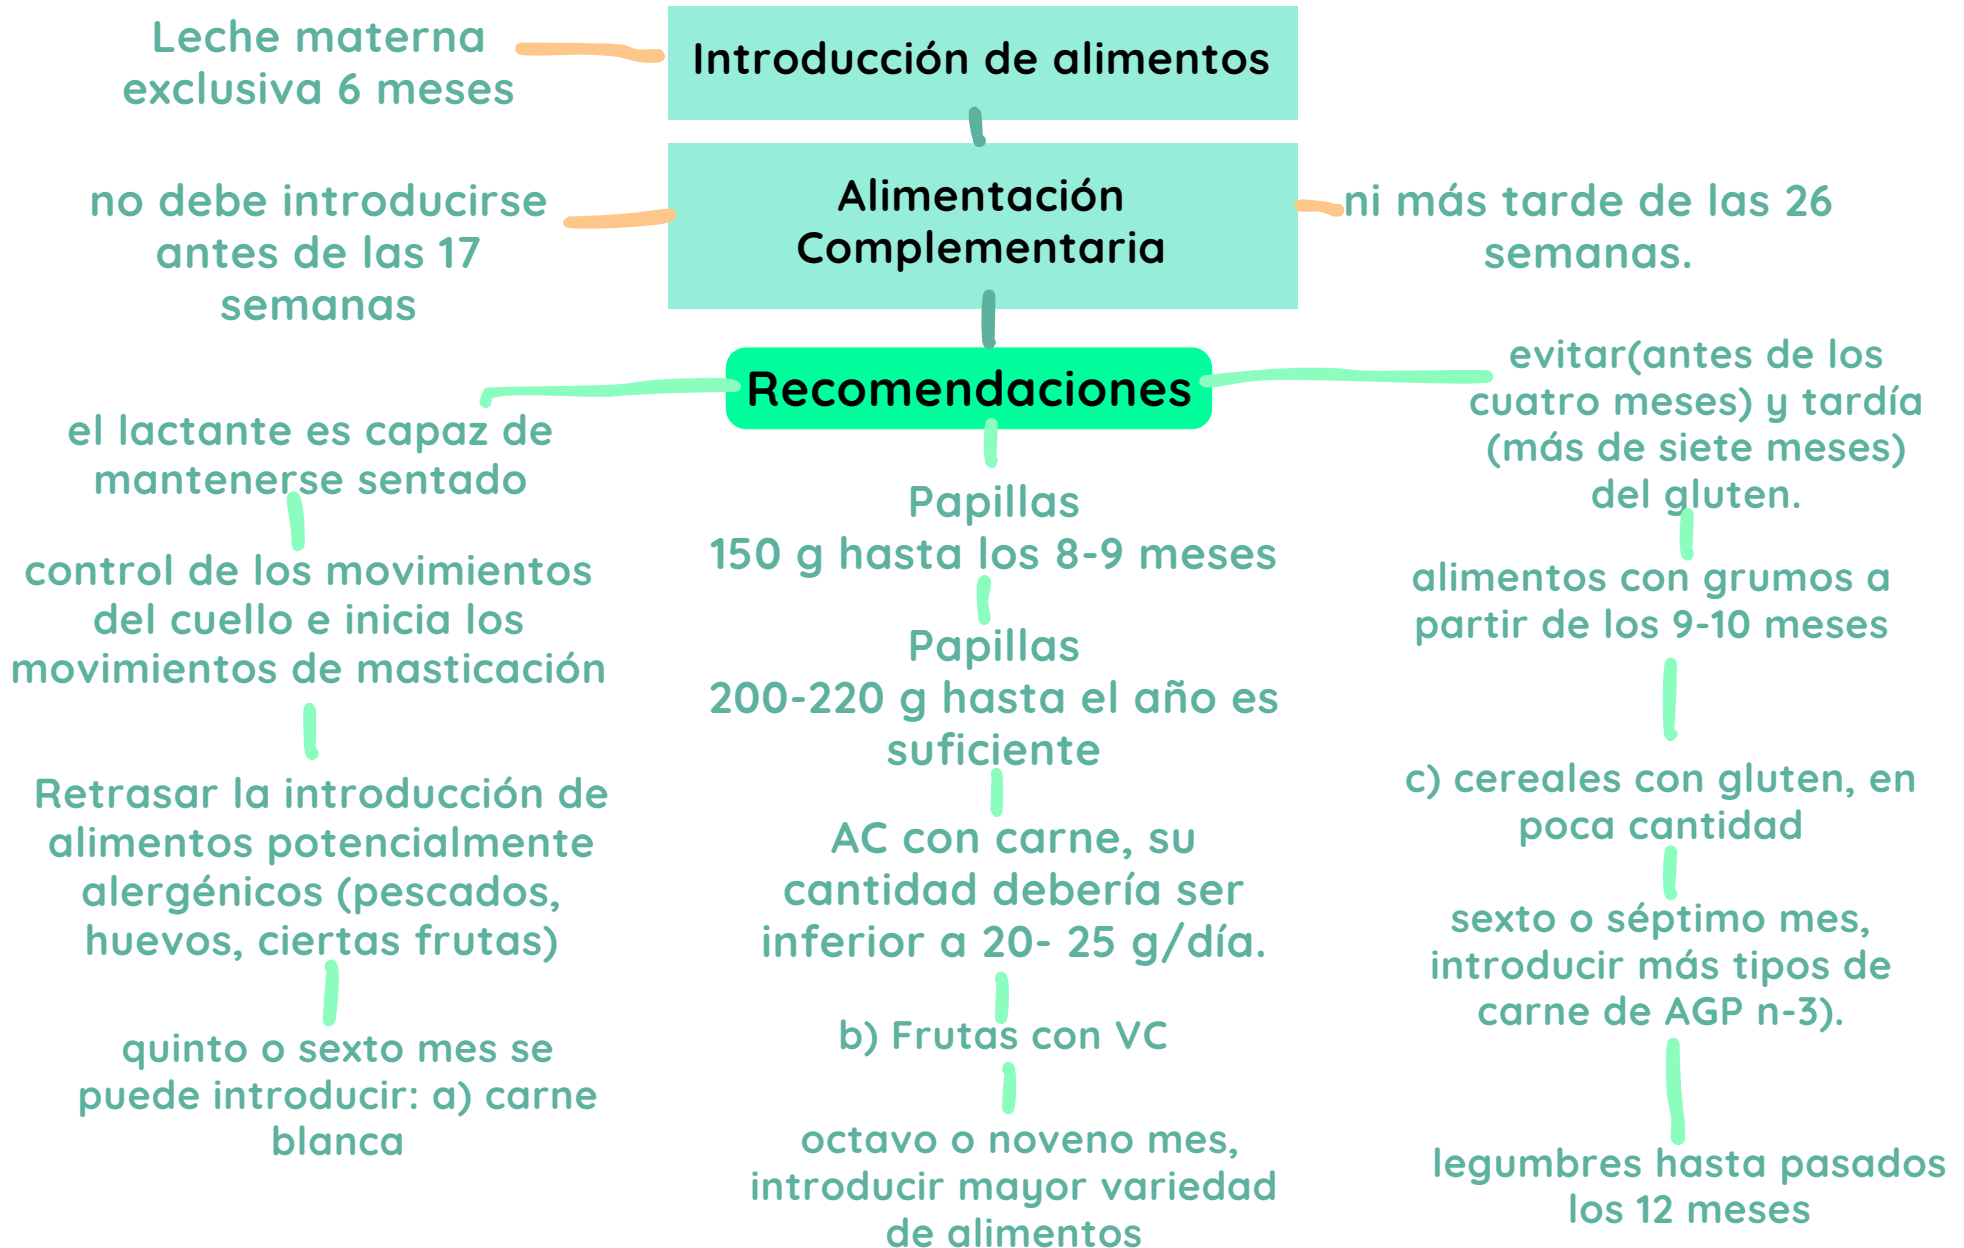 Leche materna
exclusiva 6 meses
Introducción de alimentos
no debe introducirse
antes de las 17
semanas
Alimentación
Complementaria
ni más tarde de las 26
semanas.
Recomendaciones
el lactante es capaz de
mantenerse sentado
control de los movimientos
del cuello e inicia los
movimientos de masticación
Retrasar la introducción de
alimentos potencialmente
alergénicos (pescados,
huevos, ciertas frutas)
quinto o sexto mes se
puede introducir: a) carne
blanca
Papillas
150 g hasta los 8-9 meses
Papillas
200-220 g hasta el año es
suficiente
AC con carne, su
cantidad debería ser
inferior a 20- 25 g/día.
b) Frutas con VC
octavo o noveno mes,
introducir mayor variedad
de alimentos
evitar(antes de los
cuatro meses) y tardía
(más de siete meses)
del gluten.
alimentos con grumos a
partir de los 9-10 meses
c) cereales con gluten, en
poca cantidad
sexto o séptimo mes,
introducir más tipos de
carne de AGP n-3).
legumbres hasta pasados
los 12 meses